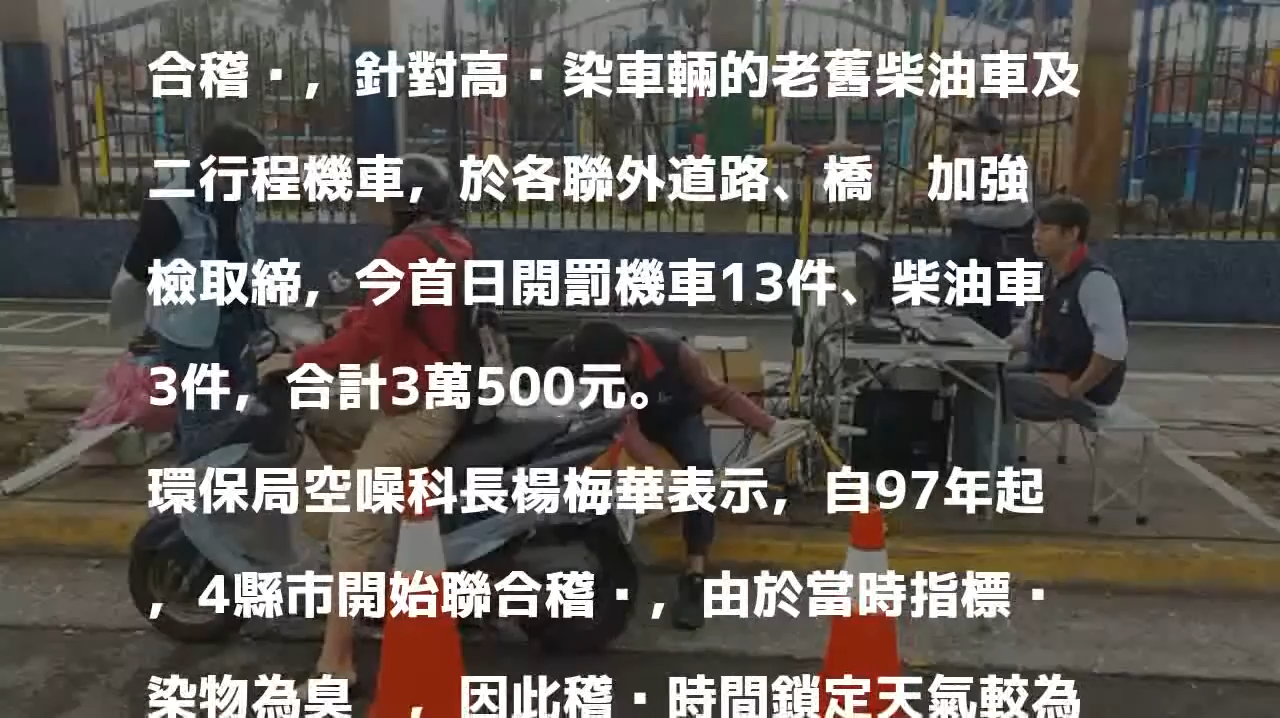 合稽·，針對高·染車輛的老舊柴油車及
二行程機車，於各聯外道路、橋　加強
檢取締，今首日開罰機車13件、柴油車
3件，合計3萬500元。
環保局空噪科長楊梅華表示，自97年起
，4縣市開始聯合稽·，由於當時指標·
染物為臭　，因此稽·時間鎖定天氣較為